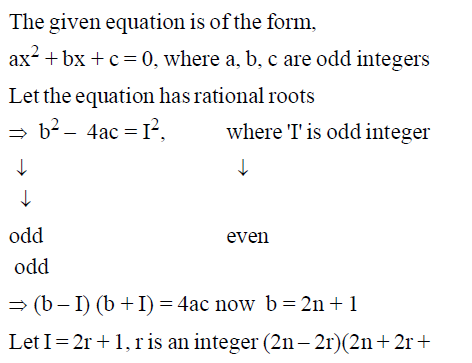 The given equation is of the form,
ax² + bx + c = 0, where a, b, c are odd integers
Let the equation has rational roots
⇒ b² – 4ac = I², where 'I' is odd integer
↓ ↓
↓
odd even
odd
⇒ (b – I) (b + I) = 4ac now b = 2n + 1
Let I = 2r + 1, r is an integer (2n – 2r)(2n + 2r +